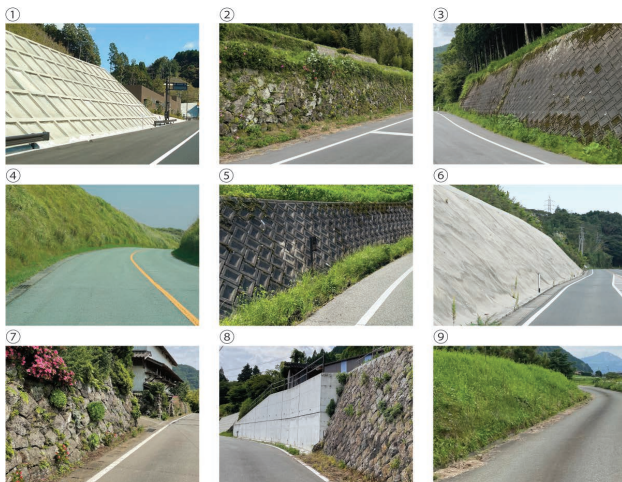 ① ② ③
④ ⑤ ⑥
⑦ ⑧ ⑨